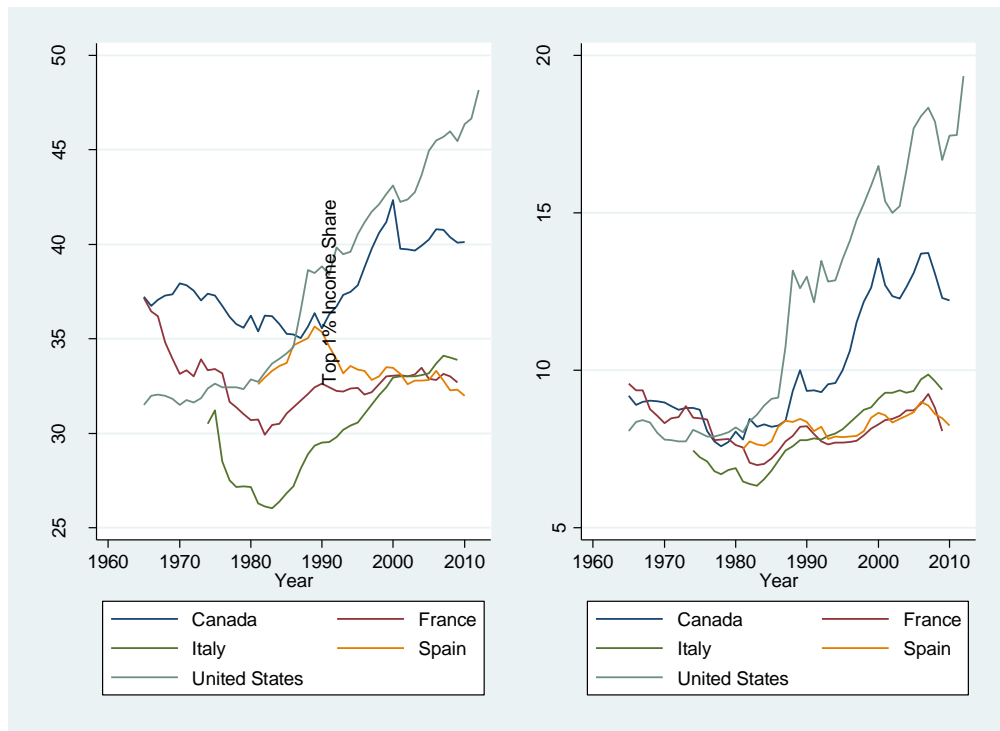 50
45
40
35
30
25
1960 1970 1980 1990 2000 2010
Year
Canada France
Italy Spain
United States
Top 1% Income Share
20
15
10
5
1960 1970 1980 1990 2000 2010
Year
Canada France
Italy Spain
United States